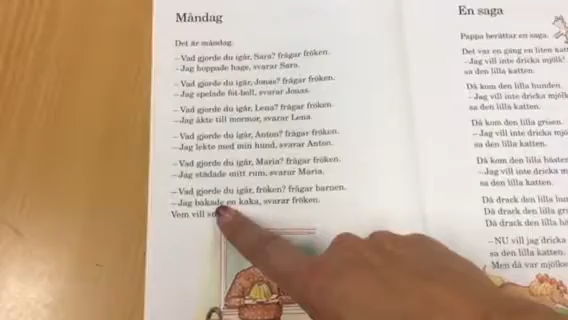 Måndag
Det är måndag.
– Vad gjorde du igår, Sara? frågar fröken.
– Jag hoppade hage, svarar Sara.
– Vad gjorde du igår, Jonas? frågar fröken.
– Jag spelade fot-boll, svarar Jonas.
– Vad gjorde du igår, Lena? frågar fröken.
– Jag åkte till mormor, svarar Lena.
– Vad gjorde du igår, Anton? frågar fröken.
– Jag lekte med min hund, svarar Anton.
– Vad gjorde du igår, Maria? frågar fröken.
– Jag städade mitt rum, svarar Maria.
– Vad gjorde du igår, fröken? frågar barnen.
– Jag bakade en kaka, svarar fröken.
Vem vill
En saga
Pappa berättar en saga.
Det var en gång en liten
– Jag vill inte dricka mjölk!
sa den lilla katten.
Då kom den lilla hunden.
– Jag vill inte dricka
sa den lilla katten.
Då kom den lilla grisen.
– Jag vill inte dricka
sa den lilla katten.
Då kom den lilla
– Jag vill inte dricka
sa den lilla katten.
Då drack den lilla
Då drack den lilla
Då drack den lilla
– NU vill jag dricka
sa den lilla katten.
Men då var